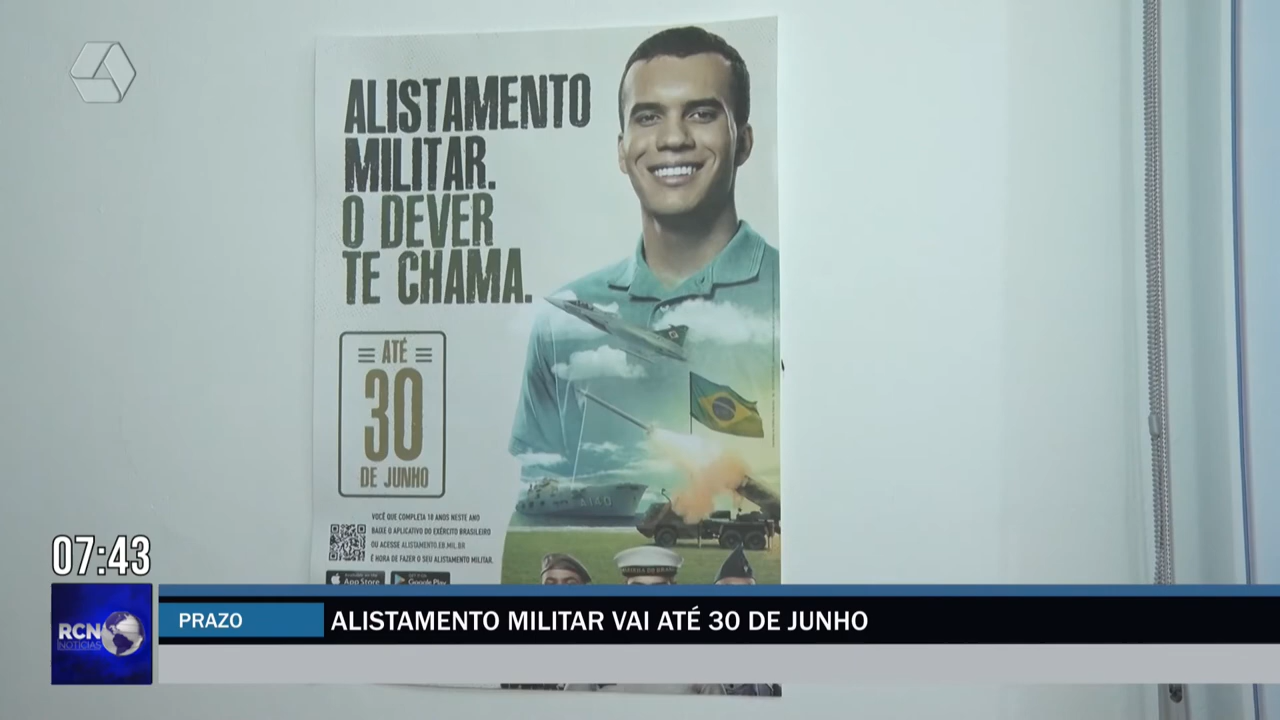 ALISTAMENTO
MILITAR.
O DEVER
TE CHAMA.
ATÉ
30
DE JUNHO
VOCÊ QUE COMPLETA 18 ANOS NESTE ANO
BAIXE O APLICATIVO DO EXÉRCITO BRASILEIRO
OU ACESSE ALISTAMENTO.EB.MIL.BR
É HORA DE FAZER O SEU ALISTAMENTO MILITAR.
App Store
Google Play
A140
07:43
RCN
NOTÍCIAS
PRAZO
ALISTAMENTO MILITAR VAI ATÉ 30 DE JUNHO